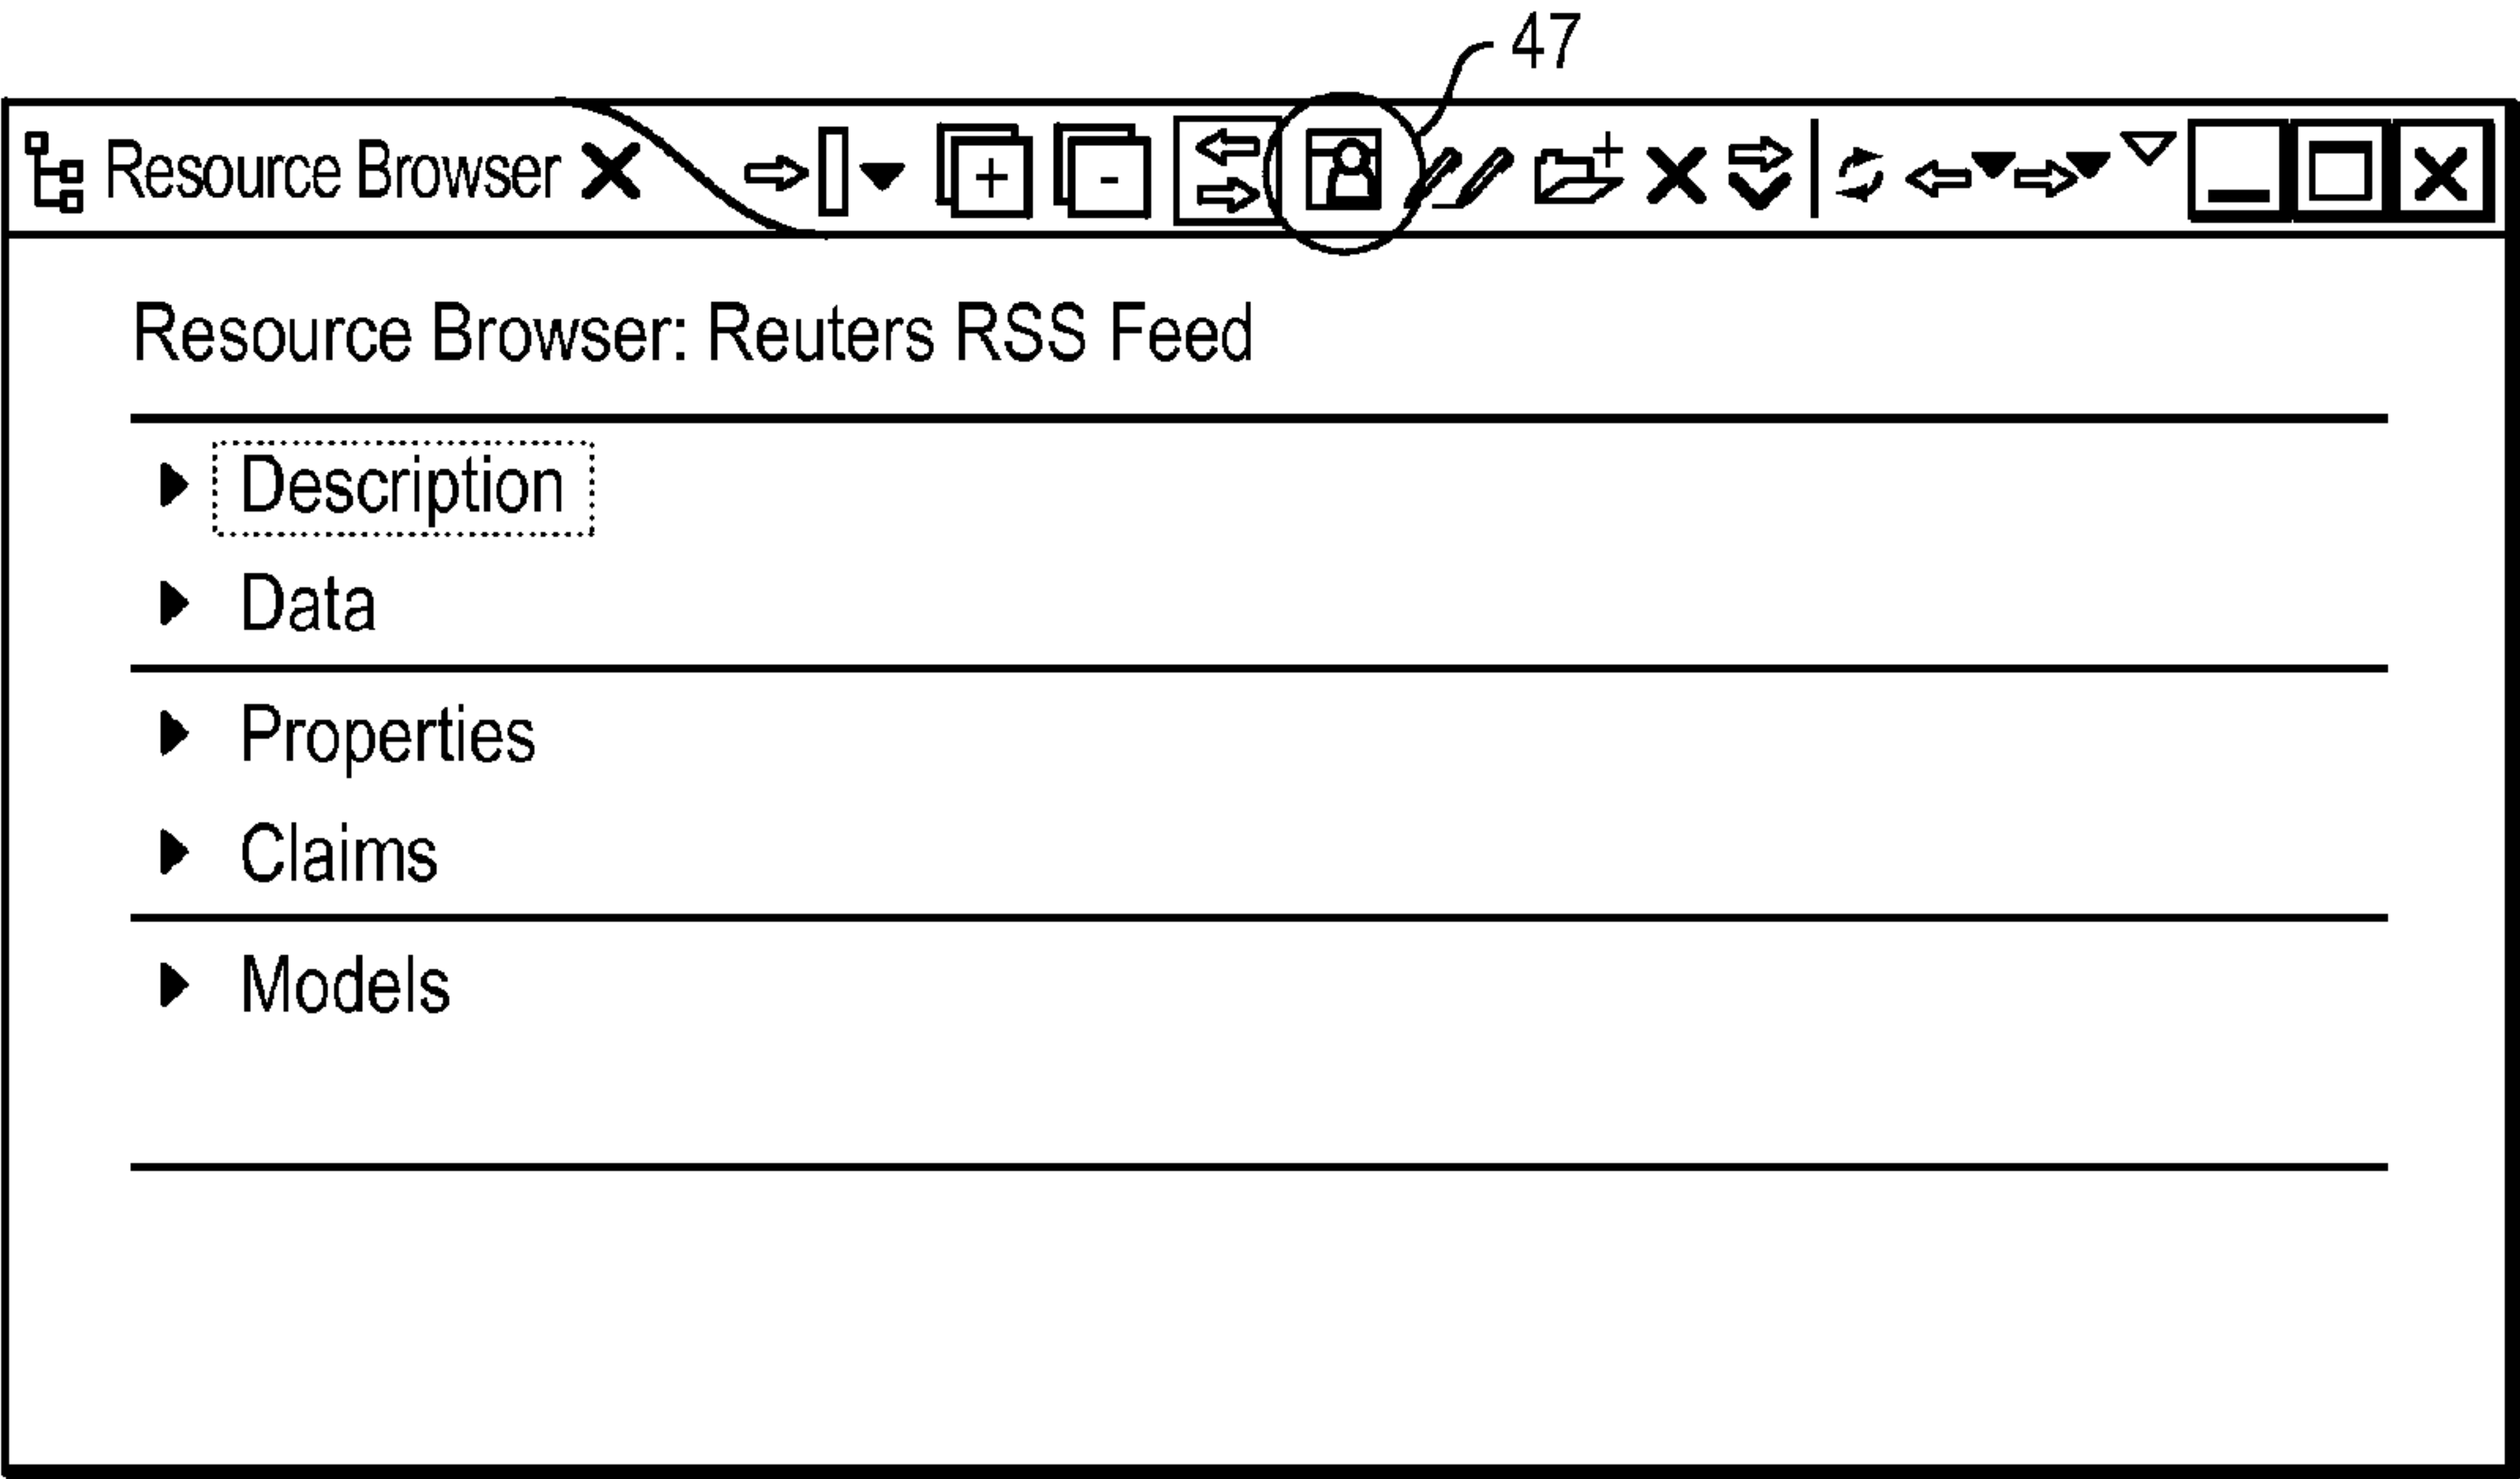 47
Resource Browser
Resource Browser: Reuters RSS Feed
Description
Data
Properties
Claims
Models